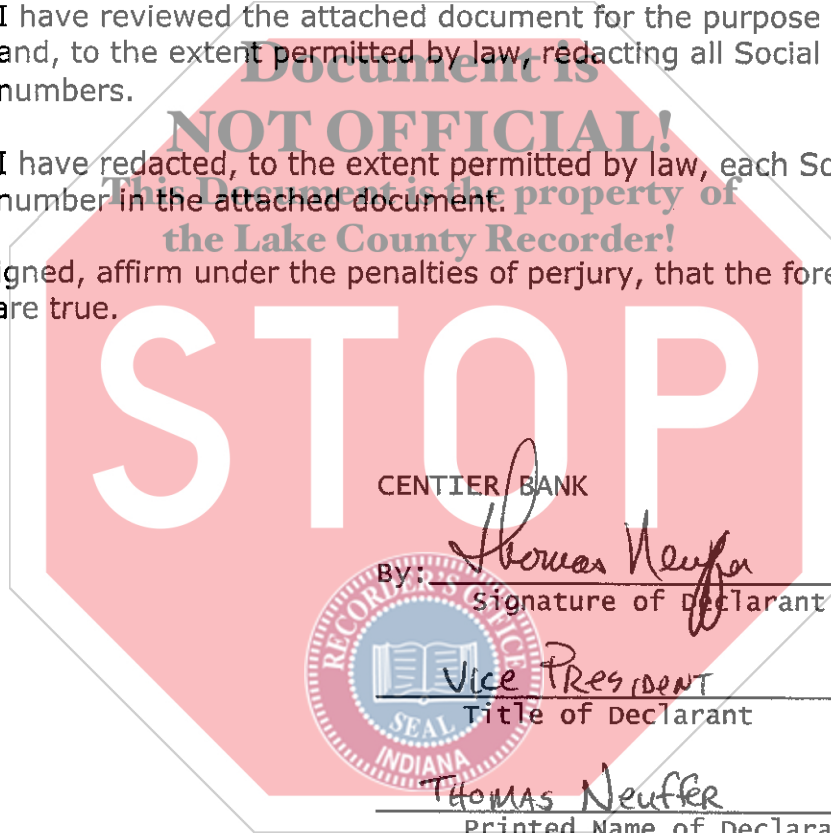 I have reviewed the attached document for the purpose
and, to the extent permitted by law, redacting all Social
numbers.
Document is
NOT OFFICIAL!
I have redacted, to the extent permitted by law, each So
number in the attached document.
This Document is the property of
the Lake County Recorder!
igned, affirm under the penalties of perjury, that the fore
are true.
STOP
CENTIER BANK
By: Thomas Neuffer
Signature of Declarant
Vice PResiDeNT
Title of Declarant
THOMAS NeuffeR
Printed Name of Declara
RECORDER'S OFFICE
SEAL
INDIANA